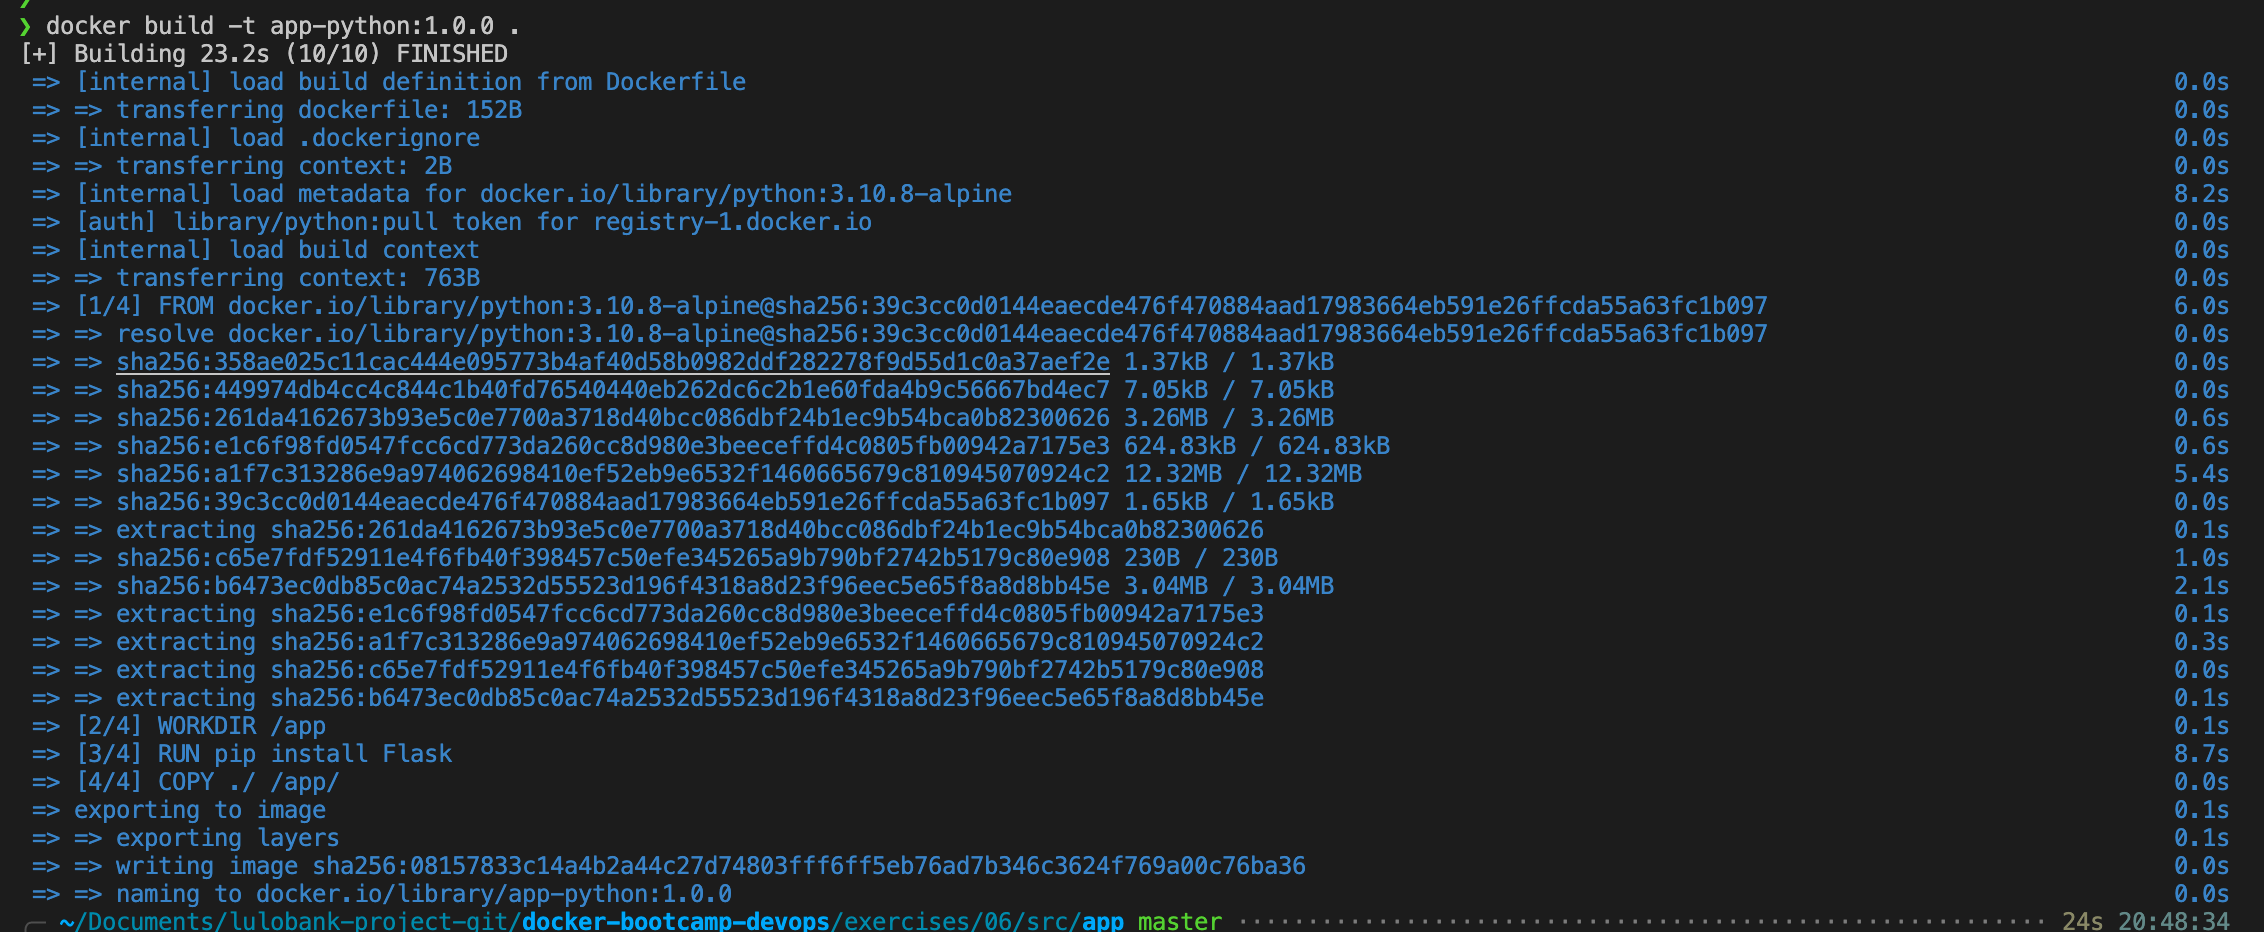 ❯ docker build -t app-python:1.0.0 .
[+] Building 23.2s (10/10) FINISHED
=> [internal] load build definition from Dockerfile 0.0s
=> => transferring dockerfile: 152B 0.0s
=> [internal] load .dockerignore 0.0s
=> => transferring context: 2B 0.0s
=> [internal] load metadata for docker.io/library/python:3.10.8-alpine 8.2s
=> [auth] library/python:pull token for registry-1.docker.io 0.0s
=> [internal] load build context 0.0s
=> => transferring context: 763B 0.0s
=> [1/4] FROM docker.io/library/python:3.10.8-alpine@sha256:39c3cc0d0144eaecde476f470884aad17983664eb591e26ffcda55a63fc1b097 6.0s
=> => resolve docker.io/library/python:3.10.8-alpine@sha256:39c3cc0d0144eaecde476f470884aad17983664eb591e26ffcda55a63fc1b097 0.0s
=> => sha256:358ae025c11cac444e095773b4af40d58b0982ddf282278f9d55d1c0a37aef2e 1.37kB / 1.37kB 0.0s
=> => sha256:449974db4cc4c844c1b40fd76540440eb262dc6c2b1e60fda4b9c56667bd4ec7 7.05kB / 7.05kB 0.0s
=> => sha256:261da4162673b93e5c0e7700a3718d40bcc086dbf24b1ec9b54bca0b82300626 3.26MB / 3.26MB 0.6s
=> => sha256:e1c6f98fd0547fcc6cd773da260cc8d980e3beeceffd4c0805fb00942a7175e3 624.83kB / 624.83kB 0.6s
=> => sha256:a1f7c313286e9a974062698410ef52eb9e6532f1460665679c810945070924c2 12.32MB / 12.32MB 5.4s
=> => sha256:39c3cc0d0144eaecde476f470884aad17983664eb591e26ffcda55a63fc1b097 1.65kB / 1.65kB 0.0s
=> => extracting sha256:261da4162673b93e5c0e7700a3718d40bcc086dbf24b1ec9b54bca0b82300626 0.1s
=> => sha256:c65e7fdf52911e4f6fb40f398457c50efe345265a9b790bf2742b5179c80e908 230B / 230B 1.0s
=> => sha256:b6473ec0db85c0ac74a2532d55523d196f4318a8d23f96eec5e65f8a8d8bb45e 3.04MB / 3.04MB 2.1s
=> => extracting sha256:e1c6f98fd0547fcc6cd773da260cc8d980e3beeceffd4c0805fb00942a7175e3 0.1s
=> => extracting sha256:a1f7c313286e9a974062698410ef52eb9e6532f1460665679c810945070924c2 0.3s
=> => extracting sha256:c65e7fdf52911e4f6fb40f398457c50efe345265a9b790bf2742b5179c80e908 0.0s
=> => extracting sha256:b6473ec0db85c0ac74a2532d55523d196f4318a8d23f96eec5e65f8a8d8bb45e 0.1s
=> [2/4] WORKDIR /app 0.1s
=> [3/4] RUN pip install Flask 8.7s
=> [4/4] COPY ./ /app/ 0.0s
=> exporting to image 0.1s
=> => exporting layers 0.1s
=> => writing image sha256:08157833c14a4b2a44c27d74803fff6ff5eb76ad7b346c3624f769a00c76ba36 0.0s
=> => naming to docker.io/library/app-python:1.0.0 0.0s
~/Documents/lulobank-project-git/docker-bootcamp-devops/exercises/06/src/app master 24s 20:48:34